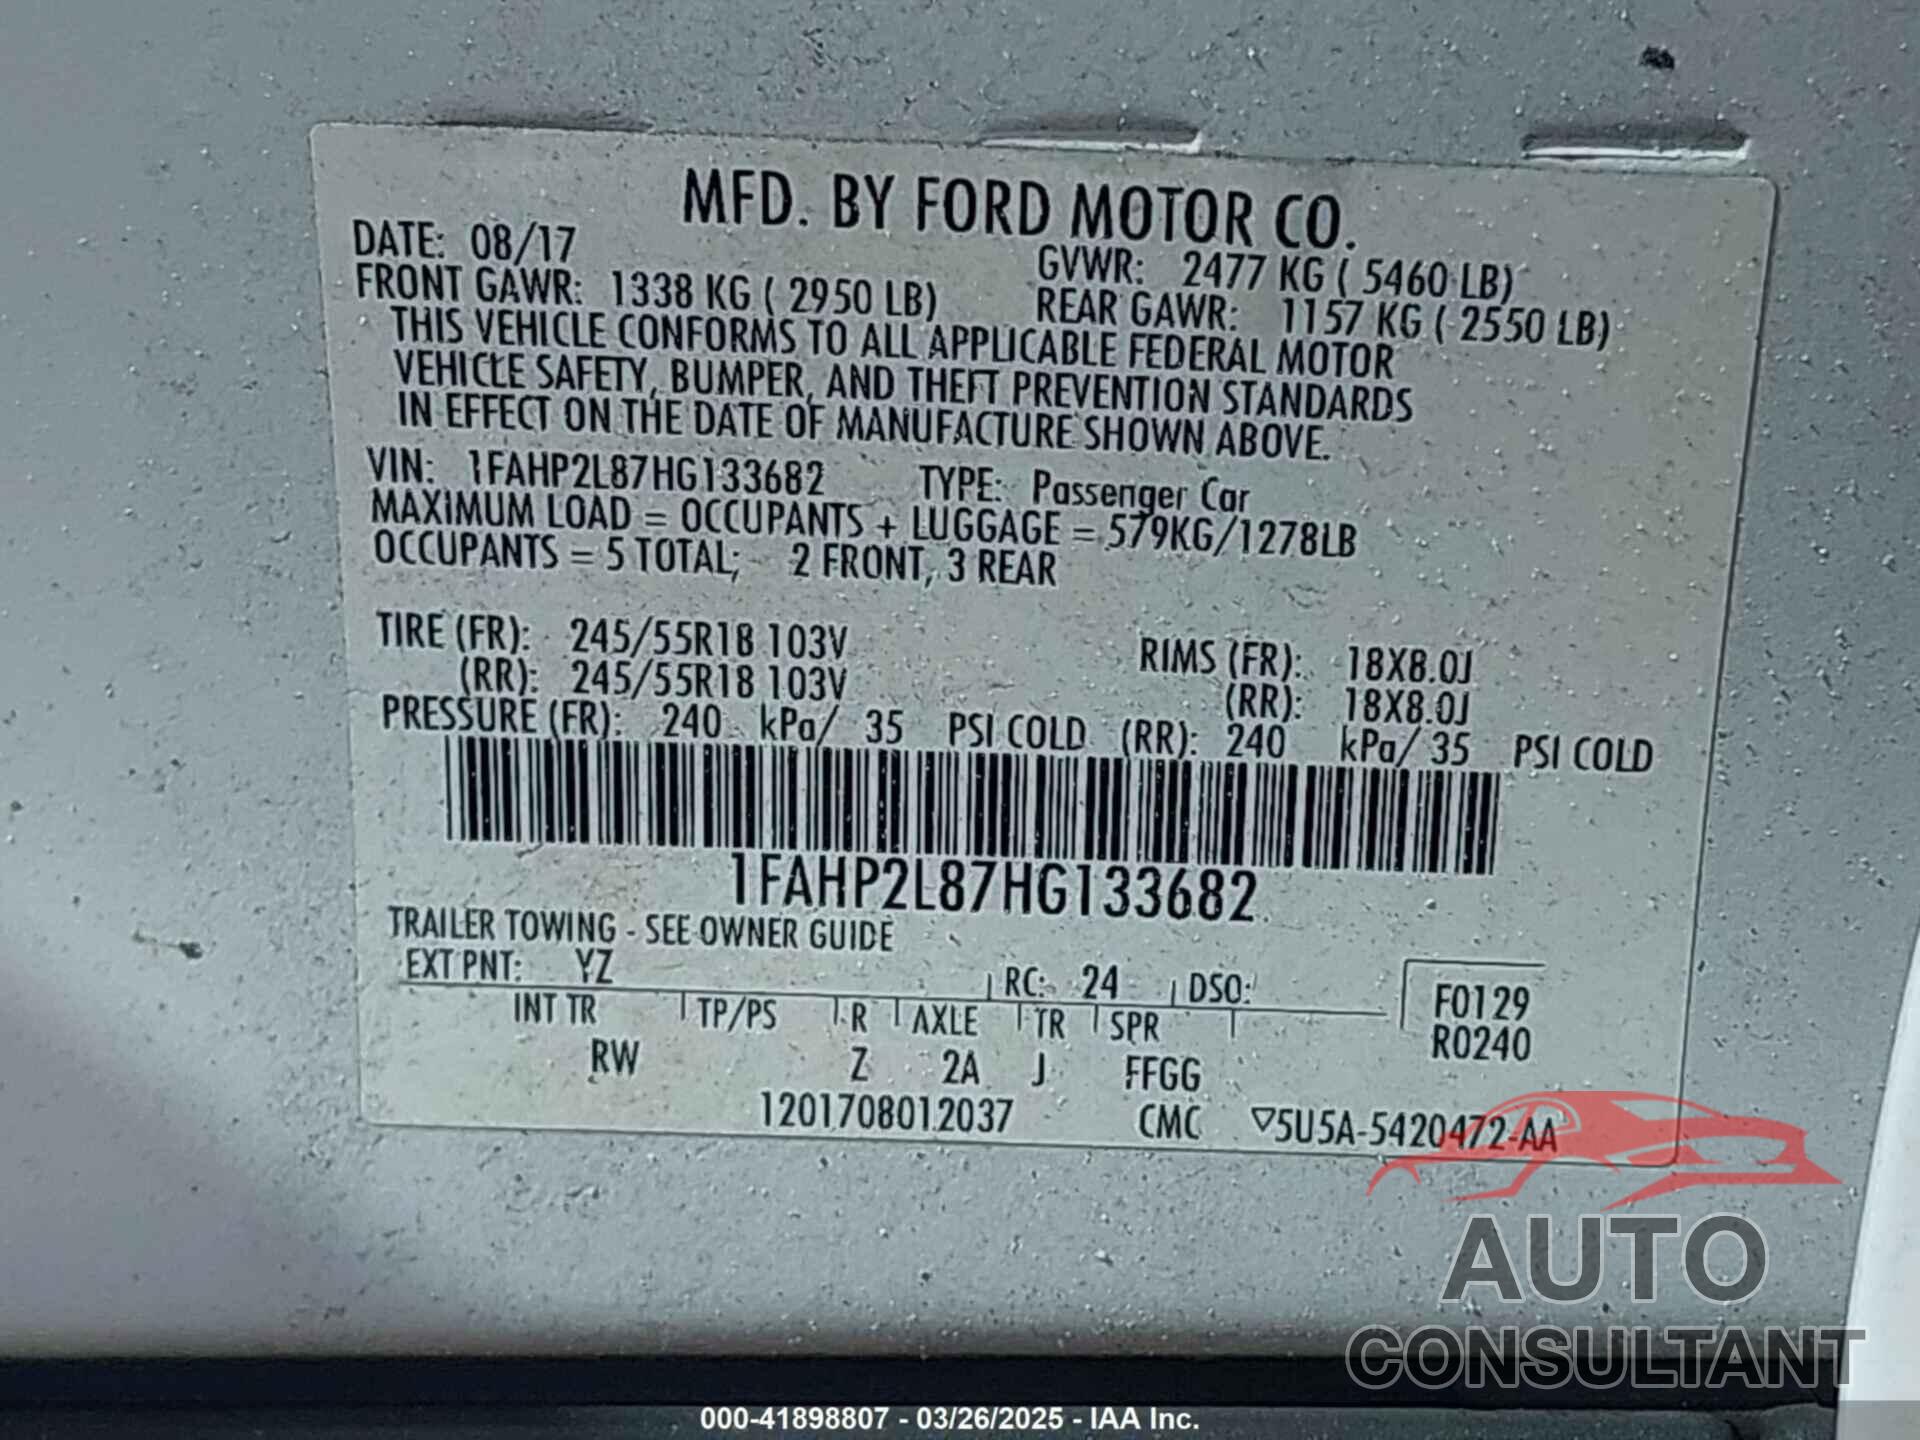 MFD. BY FORD MOTOR CO.
DATE: 08/17 GVWR: 2477 KG ( 5460 LB)
FRONT GAWR: 1338 KG ( 2950 LB) REAR GAWR: 1157 KG ( 2550 LB)
THIS VEHICLE CONFORMS TO ALL APPLICABLE FEDERAL MOTOR
VEHICLE SAFETY, BUMPER, AND THEFT PREVENTION STANDARDS
IN EFFECT ON THE DATE OF MANUFACTURE SHOWN ABOVE.
VIN: 1FAHP2L87HG133682 TYPE: Passenger Car
MAXIMUM LOAD = OCCUPANTS + LUGGAGE = 579KG/1278LB
OCCUPANTS = 5 TOTAL; 2 FRONT, 3 REAR
TIRE (FR): 245/55R18 103V RIMS (FR): 18X8.0J
(RR): 245/55R18 103V (RR): 18X8.0J
PRESSURE (FR): 240 kPa/ 35 PSI COLD (RR): 240 kPa/ 35 PSI COLD
1FAHP2L87HG133682
TRAILER TOWING - SEE OWNER GUIDE
EXT PNT: YZ RC: 24 DSO: F0129
INT TR TP/PS R AXLE TR SPR R0240
RW Z 2A J FFGG
1201708012037 CMC ▽5U5A-5420472-AA
AUTO
CONSULTANT
000-41898807 - 03/26/2025 - IAA Inc.